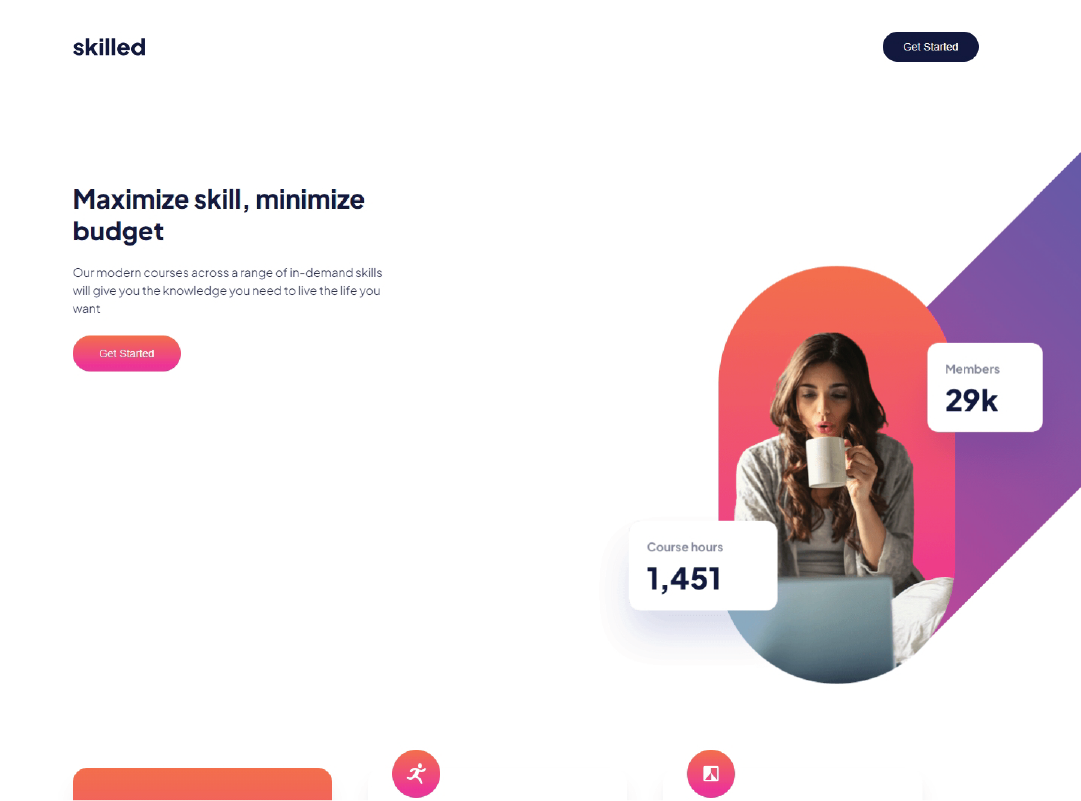 skilled
Get Started
Maximize skill, minimize
budget
Our modern courses across a range of in-demand skills
will give you the knowledge you need to live the life you
want
Get Started
Members
29k
Course hours
1,451